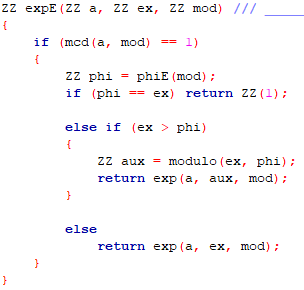 ZZ expE(ZZ a, ZZ ex, ZZ mod) /// _____
{
if (mcd(a, mod) == 1)
{
ZZ phi = phiE(mod);
if (phi == ex) return ZZ(1);
else if (ex > phi)
{
ZZ aux = modulo(ex, phi);
return exp(a, aux, mod);
}
else
return exp(a, ex, mod);
}
}